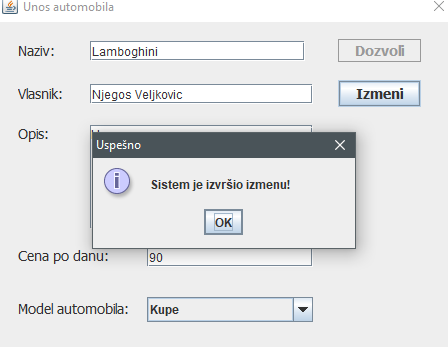 Unos automobila
Naziv: Lamboghini Dozvoli
Vlasnik: Njegos Veljkovic Izmeni
Opis:
Uspešno
Sistem je izvršio izmenu!
OK
Cena po danu: 90
Model automobila: Kupe